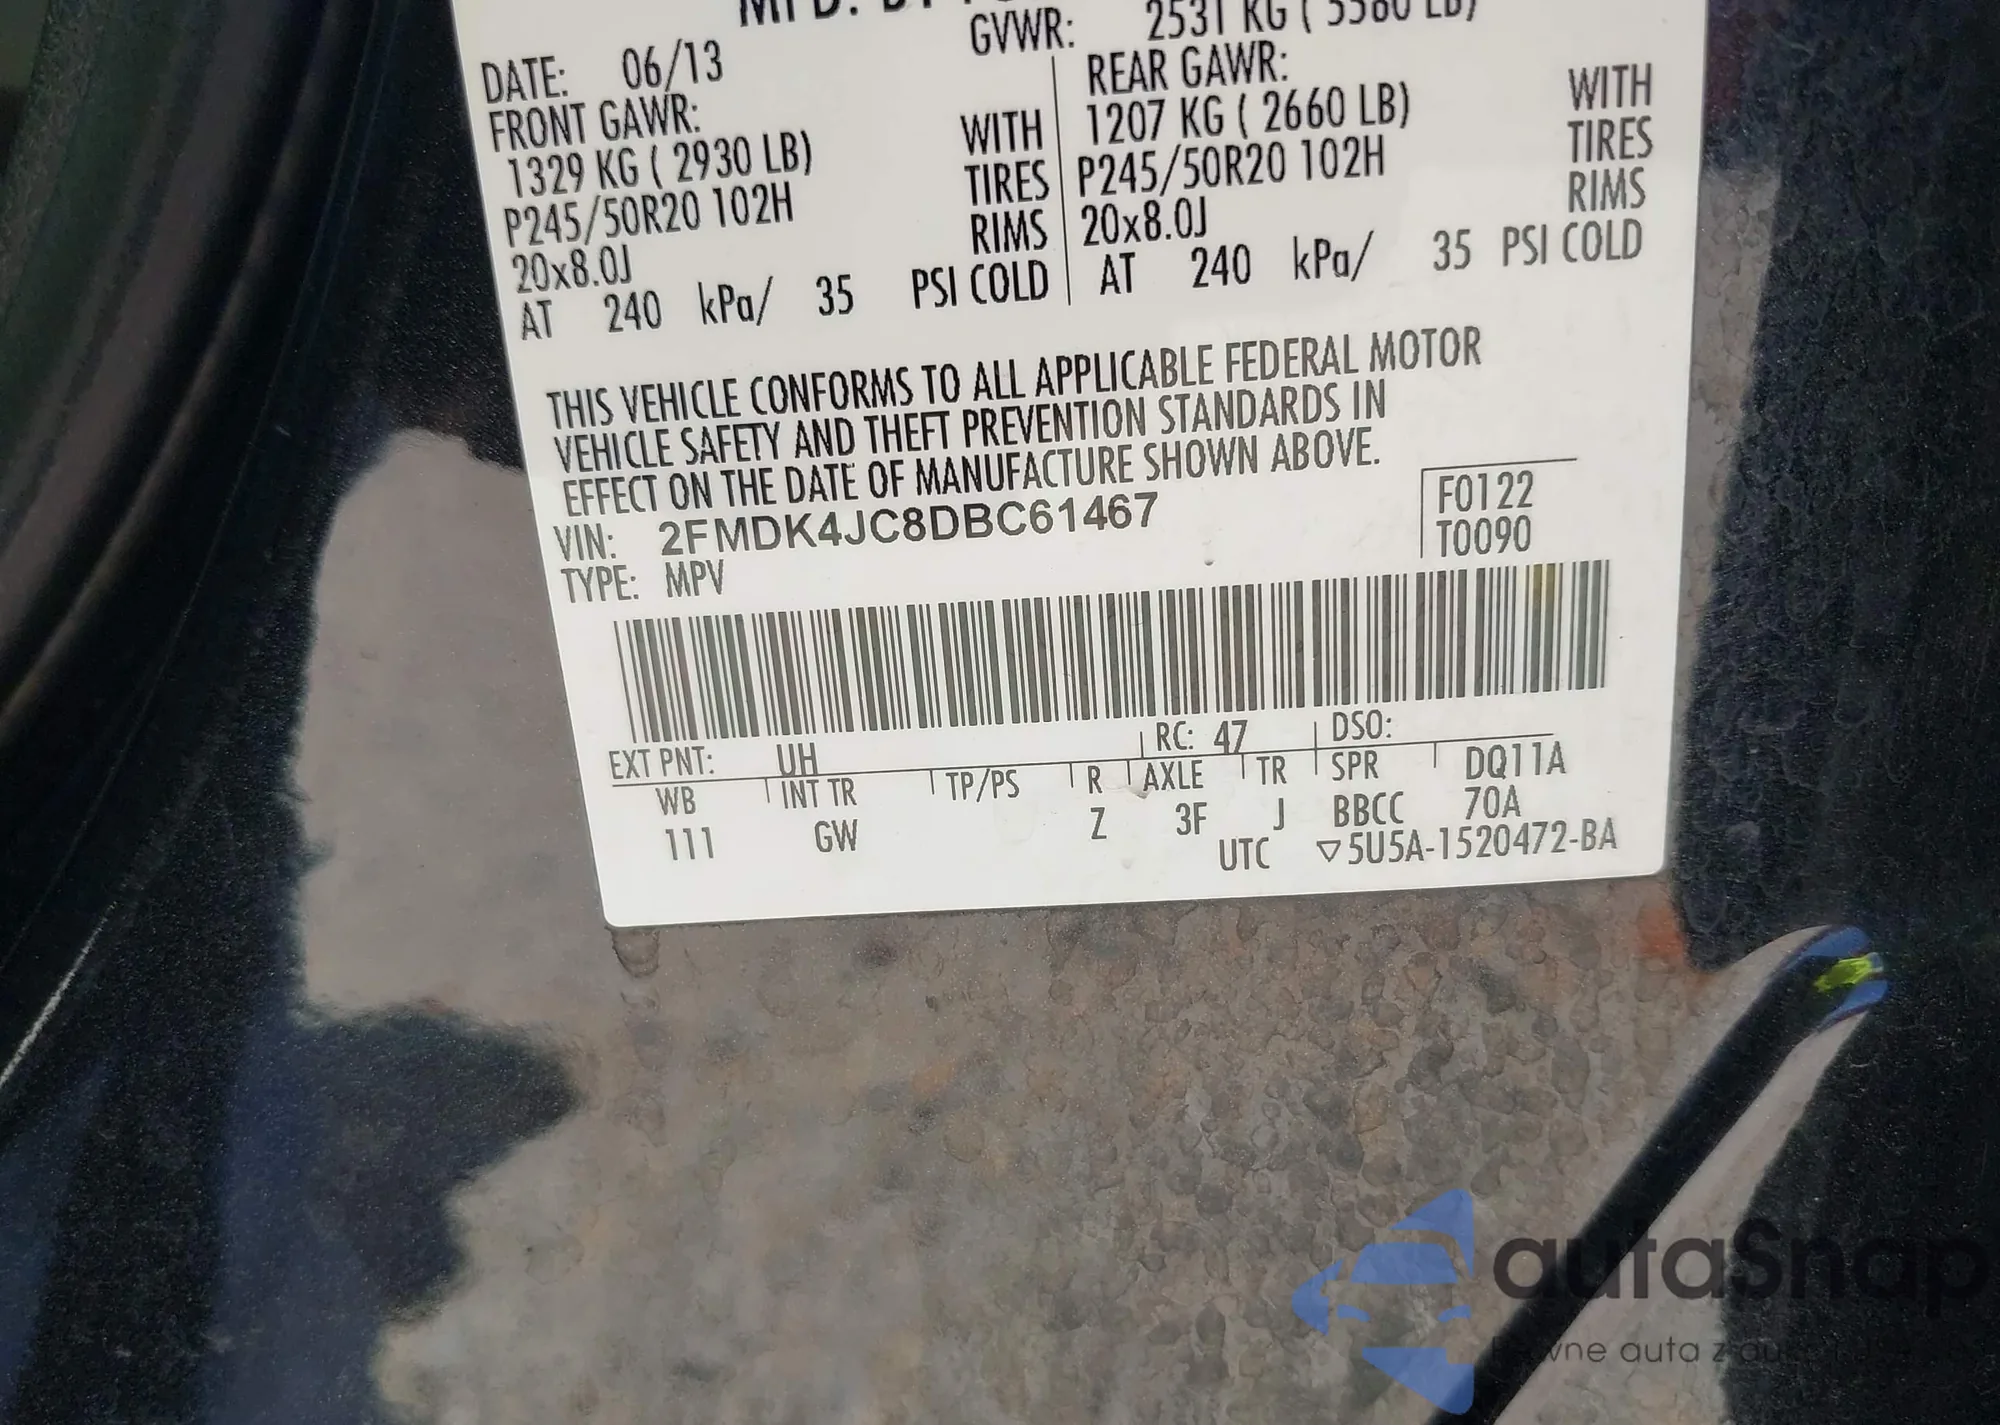 MFD. BY
GVWR: 2531 KG ( 5580 LB)
DATE: 06/13
FRONT GAWR:
1329 KG ( 2930 LB) WITH
P245/50R20 102H TIRES
20x8.0J RIMS
AT 240 kPa/ 35 PSI COLD
REAR GAWR:
1207 KG ( 2660 LB) WITH
P245/50R20 102H TIRES
20x8.0J RIMS
AT 240 kPa/ 35 PSI COLD
THIS VEHICLE CONFORMS TO ALL APPLICABLE FEDERAL MOTOR
VEHICLE SAFETY AND THEFT PREVENTION STANDARDS IN
EFFECT ON THE DATE OF MANUFACTURE SHOWN ABOVE.
VIN: 2FMDK4JC8DBC61467
F0122
T0090
TYPE: MPV
EXT PNT: UH RC: 47 DSO:
WB INT TR TP/PS R AXLE TR SPR DQ11A
111 GW Z 3F J BBCC 70A
UTC ▽5U5A-1520472-BA
autaSnap
auta z